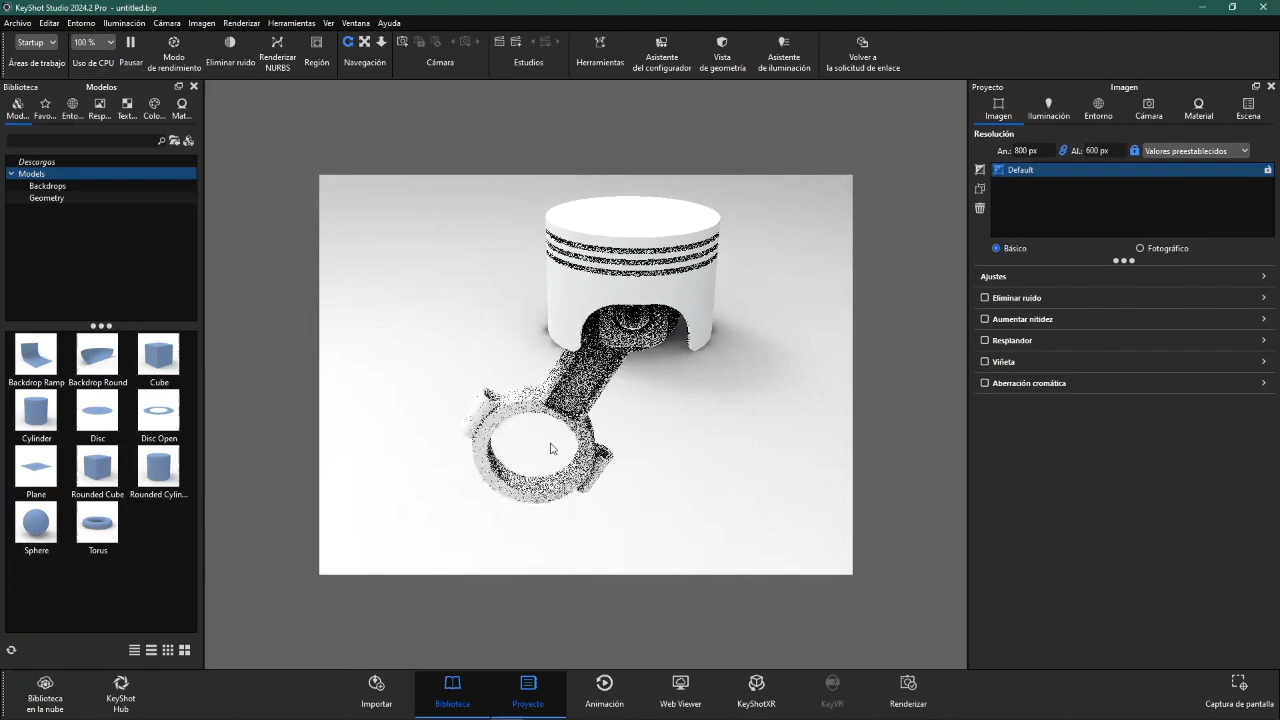 KeyShot Studio 2024.2 Pro - untitled.bip
Archivo Editar Entorno Iluminación Cámara Imagen Renderizar Herramientas Ver Ventana Ayuda
Startup 100 %
Áreas de trabajo Uso de CPU Pausar Modo de rendimiento Eliminar ruido Renderizar NURBS Región Navegación Cámara Estudios Herramientas Asistente del configurador Vista de geometría Asistente de iluminación Volver a la solicitud de enlace
Biblioteca Modelos
Mod... Favo... Ento... Resp... Text... Colo... Mat...
Descargas
Models
Backdrops
Geometry
Backdrop Ramp Backdrop Round Cube
Cylinder Disc Disc Open
Plane Rounded Cube Rounded Cylin...
Sphere Torus
Proyecto Imagen
Imagen Iluminación Entorno Cámara Material Escena
Resolución
An.: 800 px Al.: 600 px Valores preestablecidos
Default
Básico Fotográfico
Ajustes
Eliminar ruido
Aumentar nitidez
Resplandor
Viñeta
Aberración cromática
Biblioteca en la nube KeyShot Hub Importar Biblioteca Proyecto Animación Web Viewer KeyShotXR KeyVR Renderizar Captura de pantalla